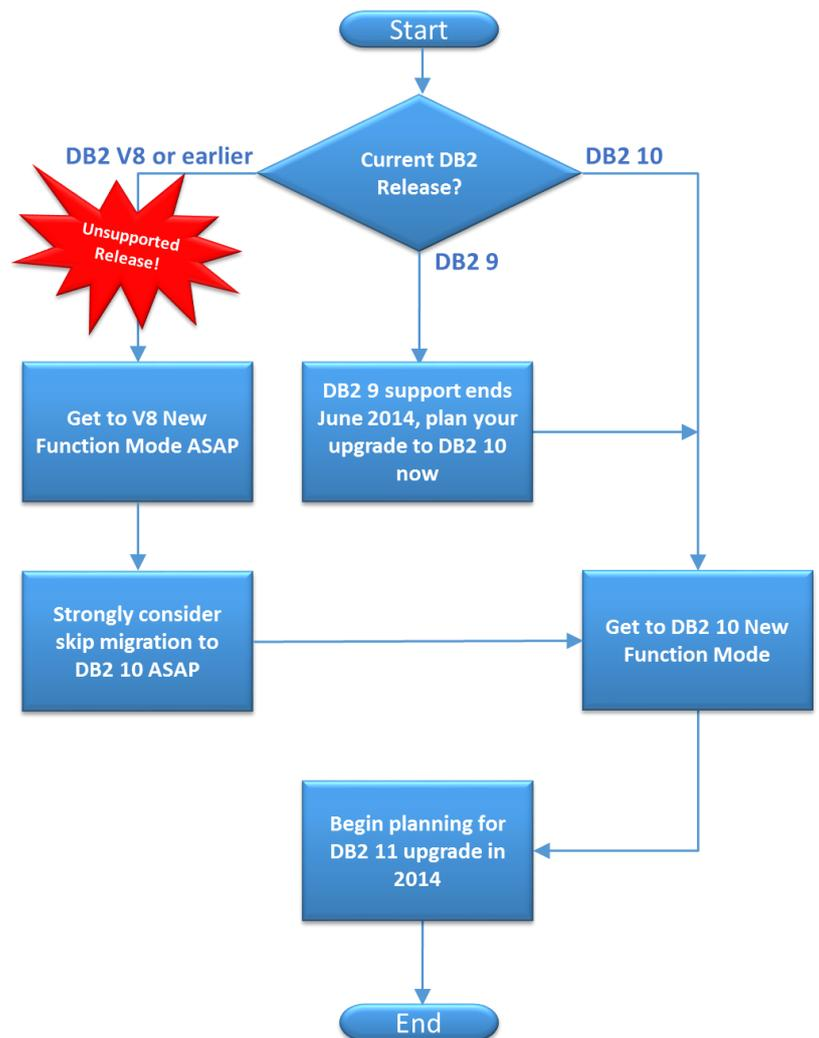 Start
Current DB2
Release?
DB2 V8 or earlier
DB2 10
Unsupported
Release!
DB2 9
Get to V8 New
Function Mode ASAP
DB2 9 support ends
June 2014, plan your
upgrade to DB2 10
now
Strongly consider
skip migration to
DB2 10 ASAP
Get to DB2 10 New
Function Mode
Begin planning for
DB2 11 upgrade in
2014
End